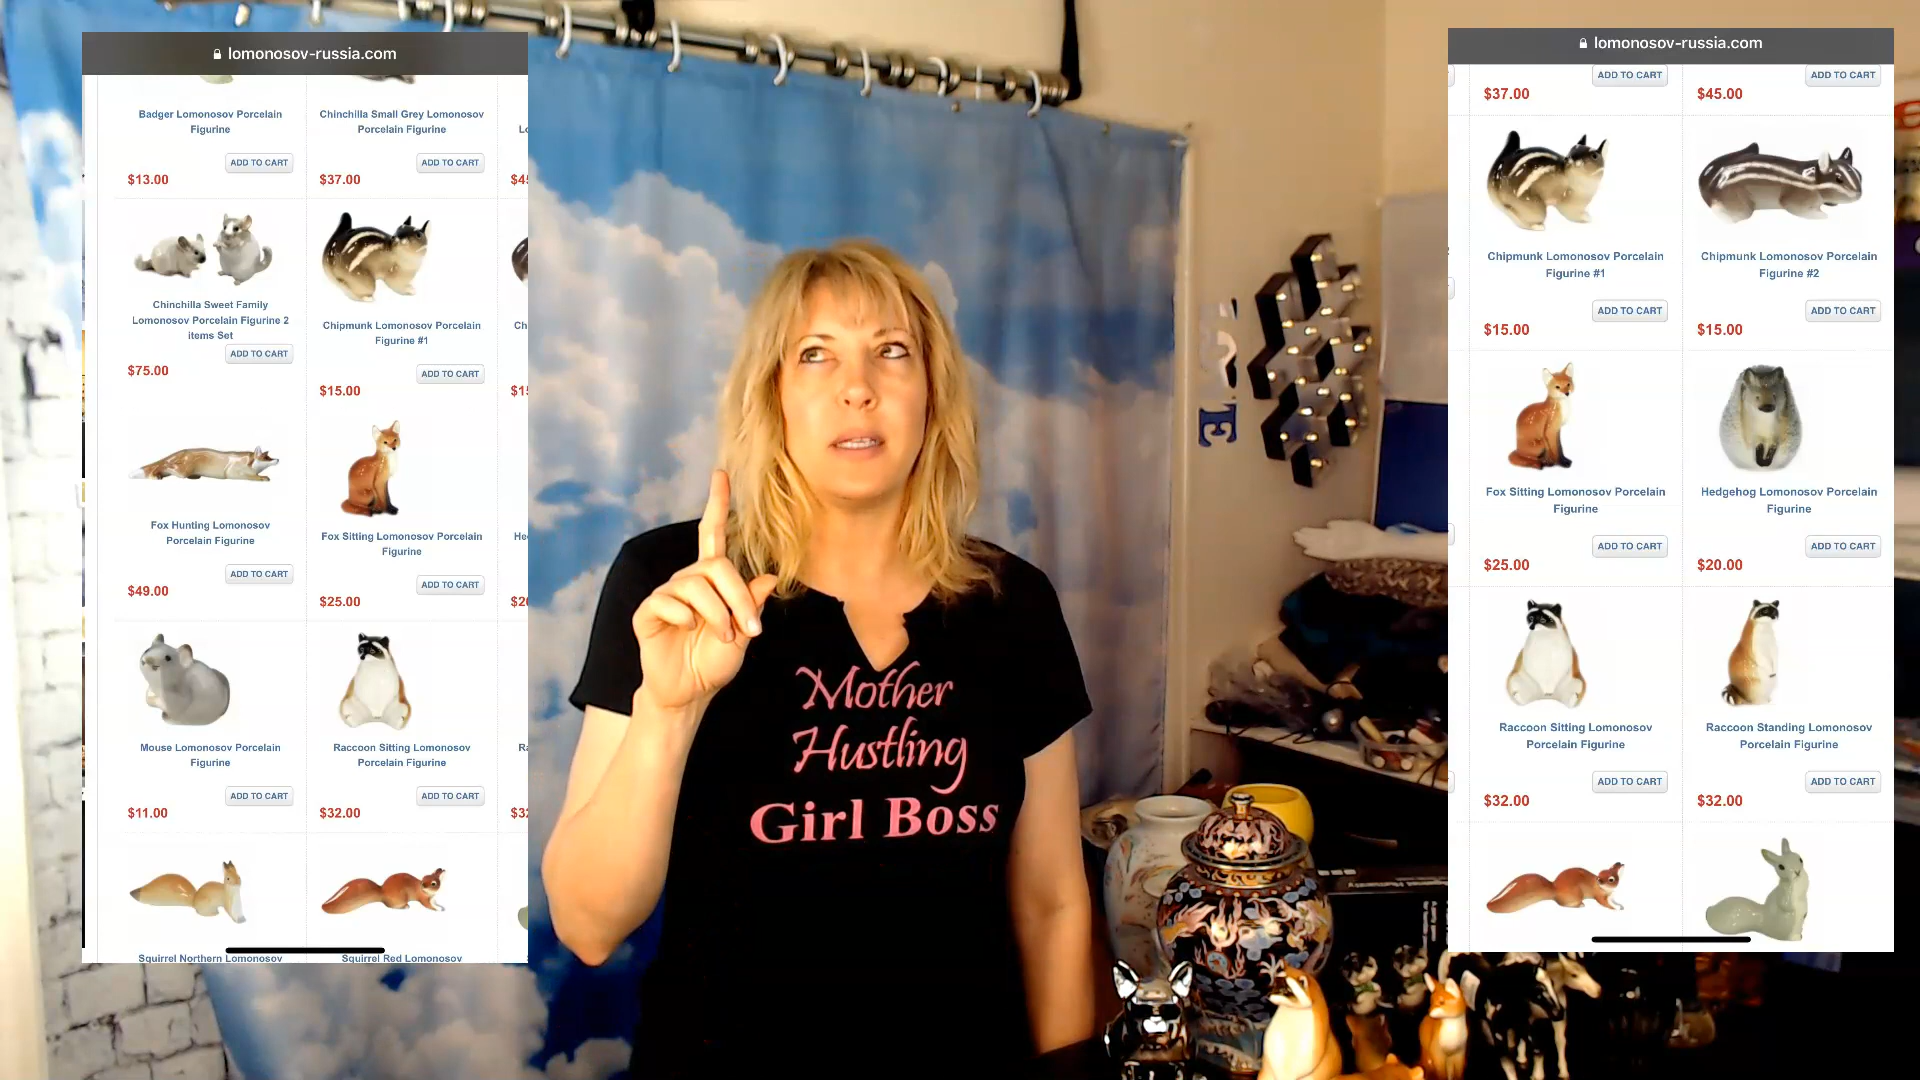 lomonosov-russia.com
Badger Lomonosov Porcelain
Figurine
ADD TO CART
$13.00
Chinchilla Small Grey Lomonosov
Porcelain Figurine
ADD TO CART
$37.00
Lo
$45
Chinchilla Sweet Family
Lomonosov Porcelain Figurine 2
items Set
ADD TO CART
$75.00
Chipmunk Lomonosov Porcelain
Figurine #1
ADD TO CART
$15.00
Ch
$15
Fox Hunting Lomonosov
Porcelain Figurine
ADD TO CART
$49.00
Fox Sitting Lomonosov Porcelain
Figurine
ADD TO CART
$25.00
He
$20
Mouse Lomonosov Porcelain
Figurine
ADD TO CART
$11.00
Raccoon Sitting Lomonosov
Porcelain Figurine
ADD TO CART
$32.00
Ra
$32
Squirrel Northern Lomonosov
Squirrel Red Lomonosov
Mother
Hustling
Girl Boss
E
lomonosov-russia.com
ADD TO CART
$37.00
ADD TO CART
$45.00
Chipmunk Lomonosov Porcelain
Figurine #1
ADD TO CART
$15.00
Chipmunk Lomonosov Porcelain
Figurine #2
ADD TO CART
$15.00
Fox Sitting Lomonosov Porcelain
Figurine
ADD TO CART
$25.00
Hedgehog Lomonosov Porcelain
Figurine
ADD TO CART
$20.00
Raccoon Sitting Lomonosov
Porcelain Figurine
ADD TO CART
$32.00
Raccoon Standing Lomonosov
Porcelain Figurine
ADD TO CART
$32.00